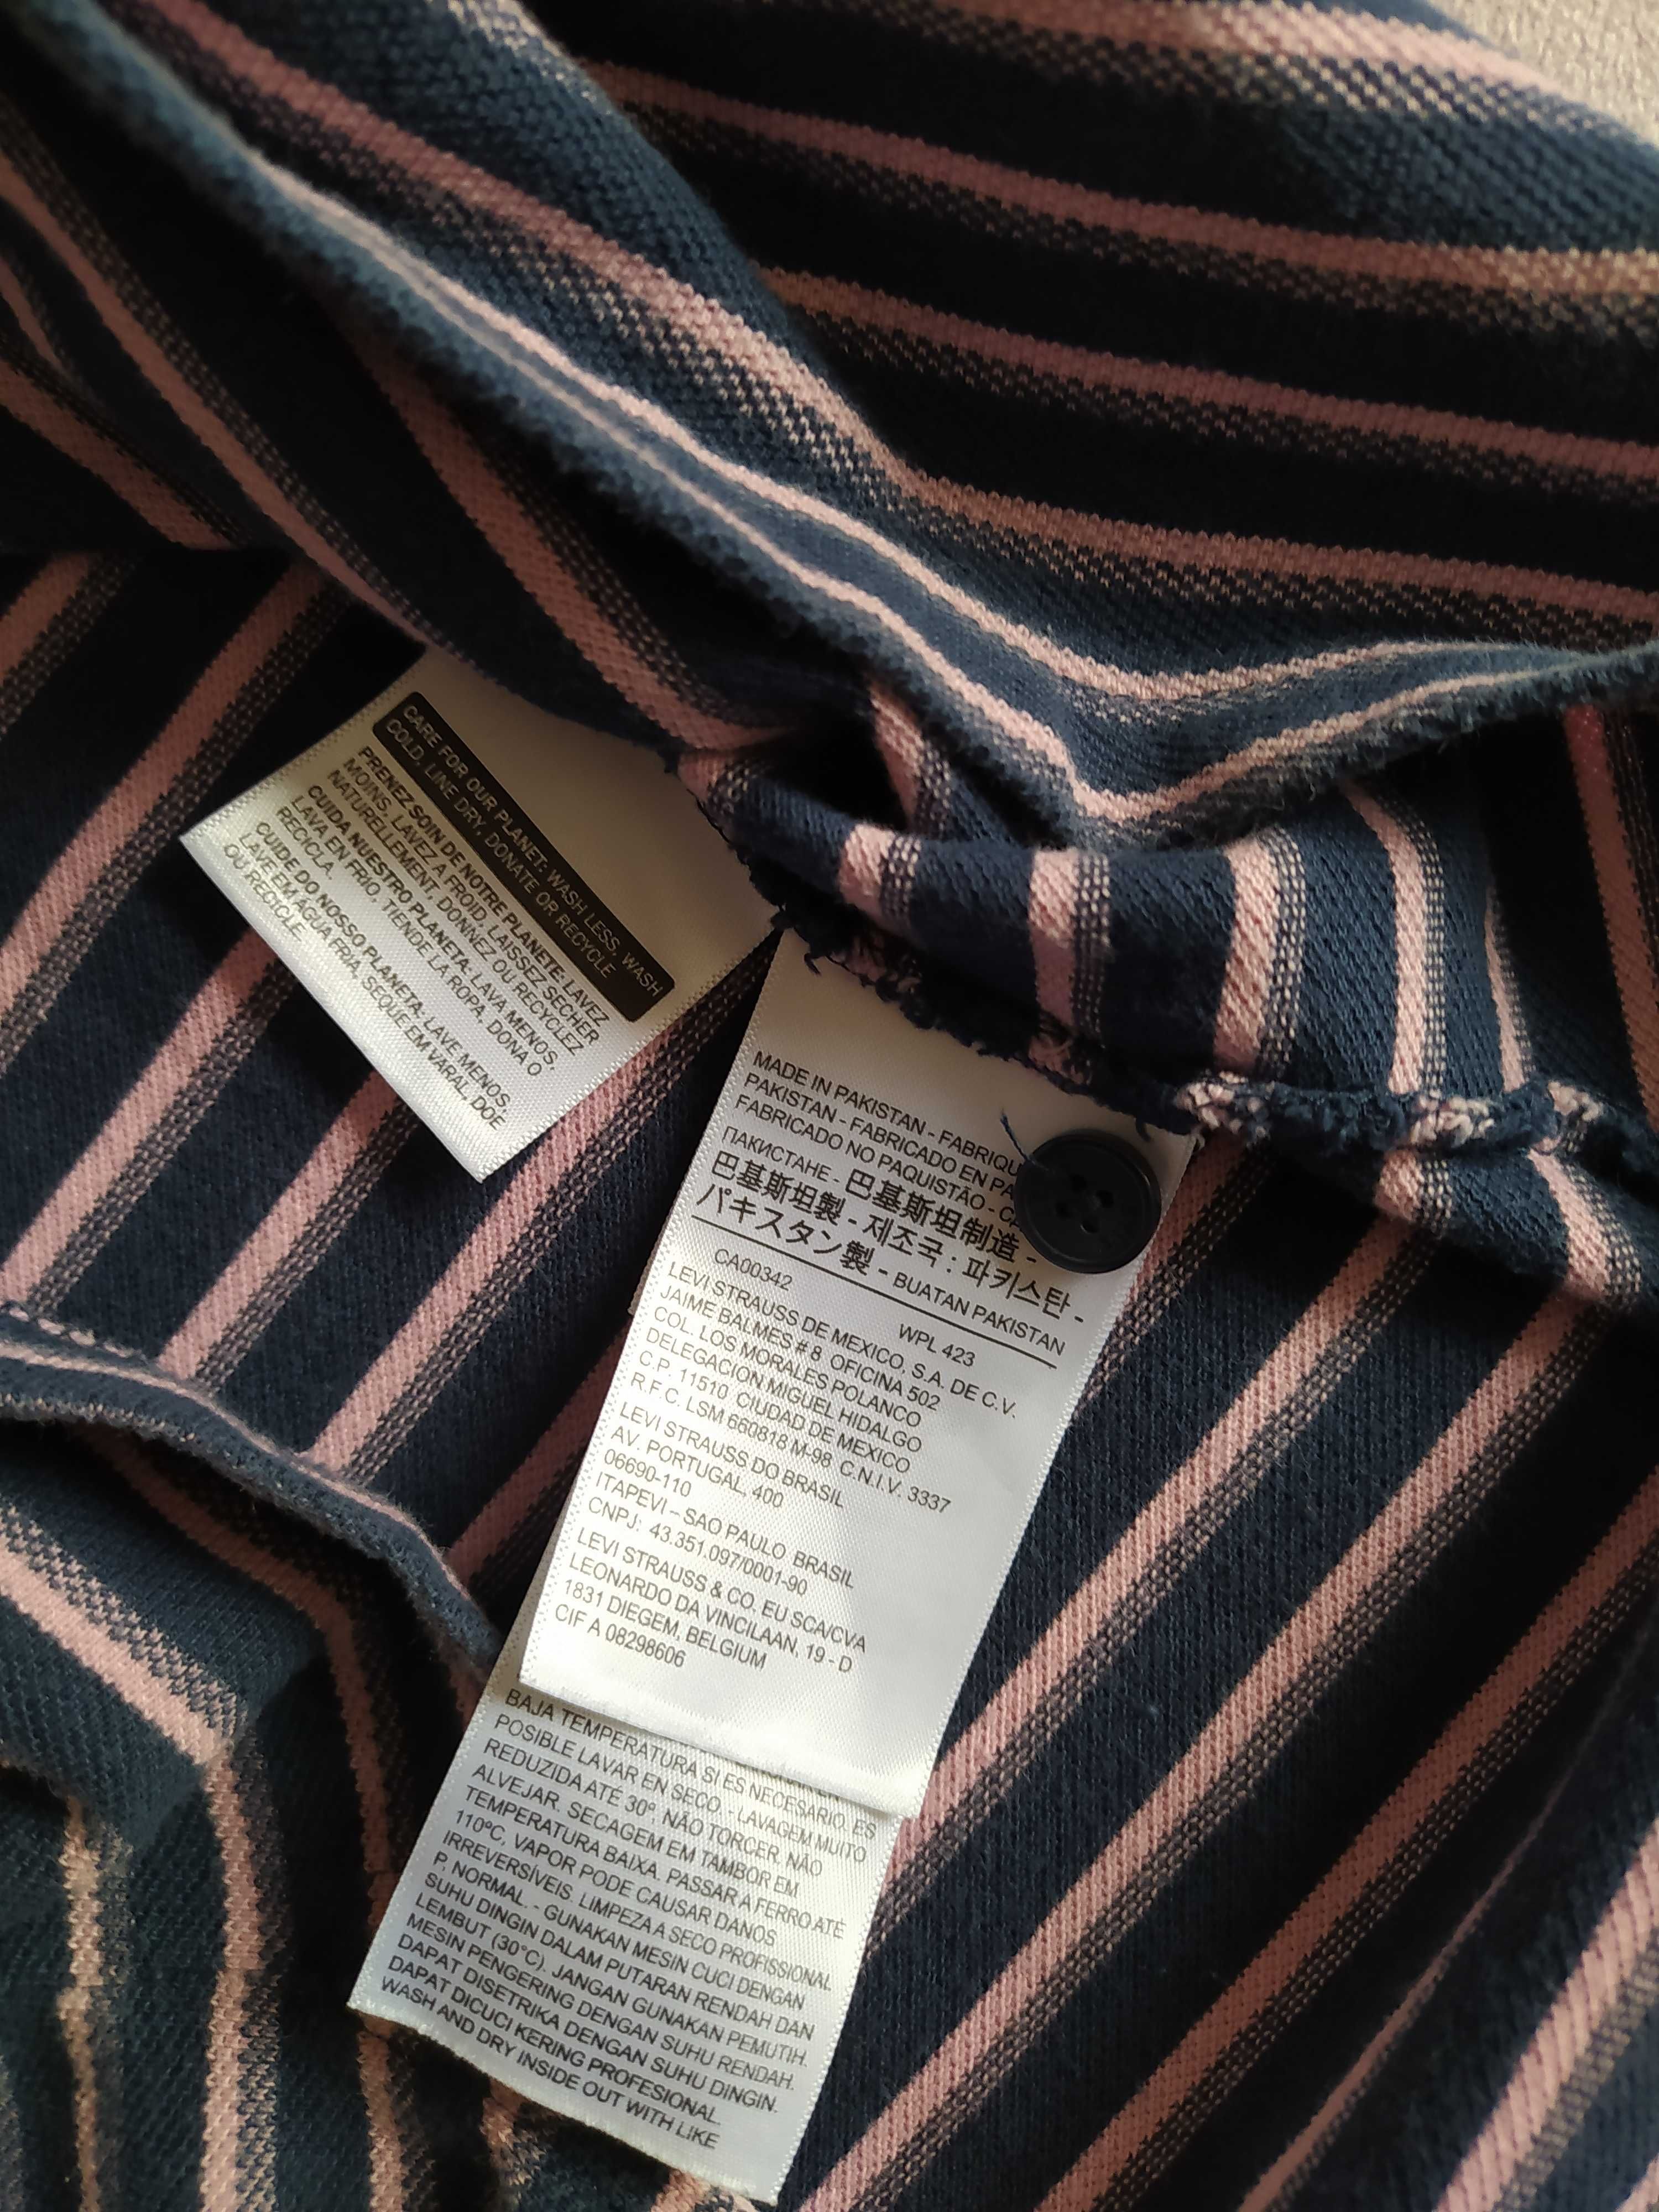 CARE FOR OUR PLANET: WASH LESS, WASH
COLD, LINE DRY, DONATE OR RECYCLE
PRENEZ SOIN DE NOTRE PLANÈTE: LAVEZ
MOINS, LAVEZ A FROID, LAISSEZ SECHER
NATURELLEMENT, DONNEZ OU RECYCLEZ
CUIDA NUESTRO PLANETA: LAVA MENOS,
LAVA EN FRIO, TIENDE LA ROPA, DONA O
RECICLA.
CUIDE DO NOSSO PLANETA: LAVE MENOS,
LAVE EM ÁGUA FRIA, SEQUE EM VARAL, DOE
OU RECICLE.
MADE IN PAKISTAN - FABRIQU
PAKISTAN - FABRICADO EN PA
FABRICADO NO PAQUISTÃO -
ПАКИСТАНЕ - 巴基斯坦制造 -
巴基斯坦製 - 제조국 : 파키스탄 -
パキスタン製 - BUATAN PAKISTAN
CA00342 WPL 423
LEVI STRAUSS DE MEXICO, S.A. DE C.V.
JAIME BALMES # 8 OFICINA 502
COL. LOS MORALES POLANCO
DELEGACION MIGUEL HIDALGO
C.P. 11510 CIUDAD DE MEXICO
R.F.C. LSM 660818 M-98 C.N.I.V. 3337
LEVI STRAUSS DO BRASIL
AV. PORTUGAL, 400
06690-110
ITAPEVI – SAO PAULO BRASIL
CNPJ: 43.351.097/0001-90
LEVI STRAUSS & CO. EU SCA/CVA
LEONARDO DA VINCILAAN, 19 - D
1831 DIEGEM, BELGIUM
CIF A 08298606
BAJA TEMPERATURA SI ES NECESARIO. ES
POSIBLE LAVAR EN SECO. - LAVAGEM MUITO
REDUZIDA ATÉ 30º. NÃO TORCER. NÃO
ALVEJAR. SECAGEM EM TAMBOR EM
TEMPERATURA BAIXA. PASSAR A FERRO ATÉ
110ºC, VAPOR PODE CAUSAR DANOS
IRREVERSÍVEIS. LIMPEZA A SECO PROFISSIONAL
P. NORMAL. - GUNAKAN MESIN CUCI DENGAN
SUHU DINGIN DALAM PUTARAN RENDAH DAN
LEMBUT (30°C). JANGAN GUNAKAN PEMUTIH.
MESIN PENGERING DENGAN SUHU RENDAH.
DAPAT DISETRIKA DENGAN SUHU DINGIN.
DAPAT DICUCI KERING PROFESIONAL.
WASH AND DRY INSIDE OUT WITH LIKE